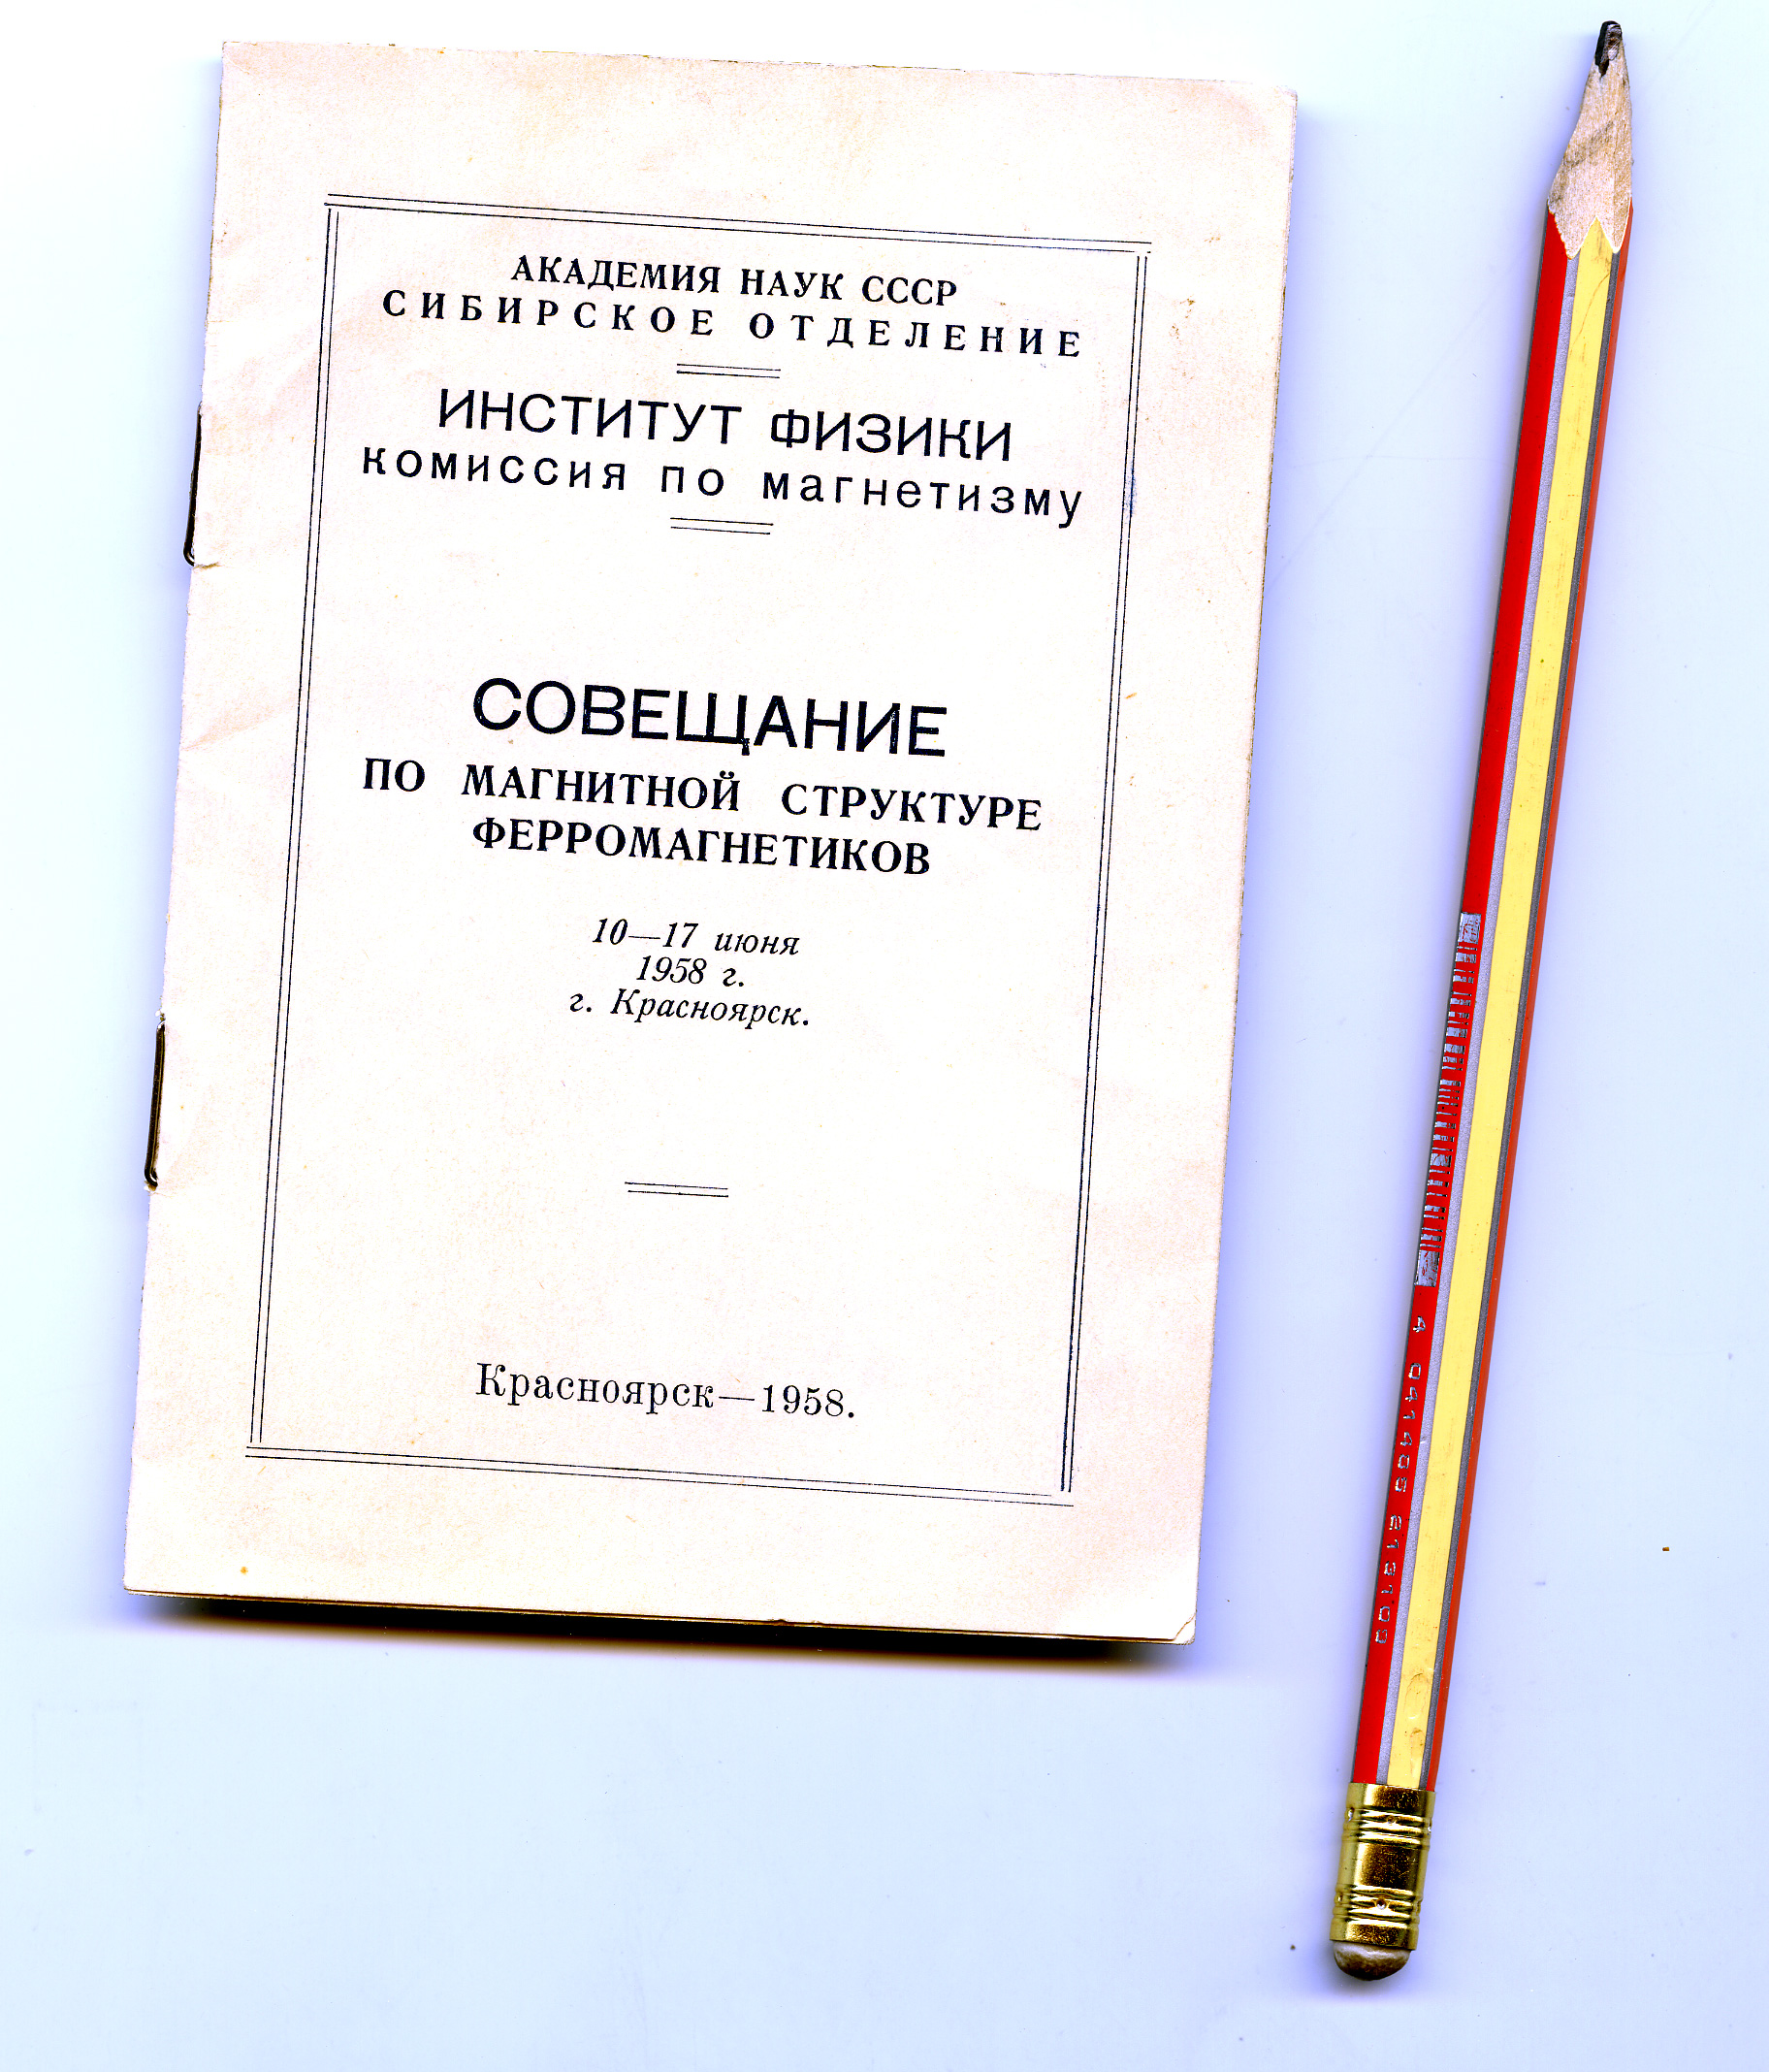 АКАДЕМИЯ НАУК СССР
СИБИРСКОЕ ОТДЕЛЕНИЕ
ИНСТИТУТ ФИЗИКИ
комиссия по магнетизму
СОВЕЩАНИЕ
ПО МАГНИТНОЙ СТРУКТУРЕ
ФЕРРОМАГНЕТИКОВ
10—17 июня
1958 г.
г. Красноярск.
Красноярск—1958.